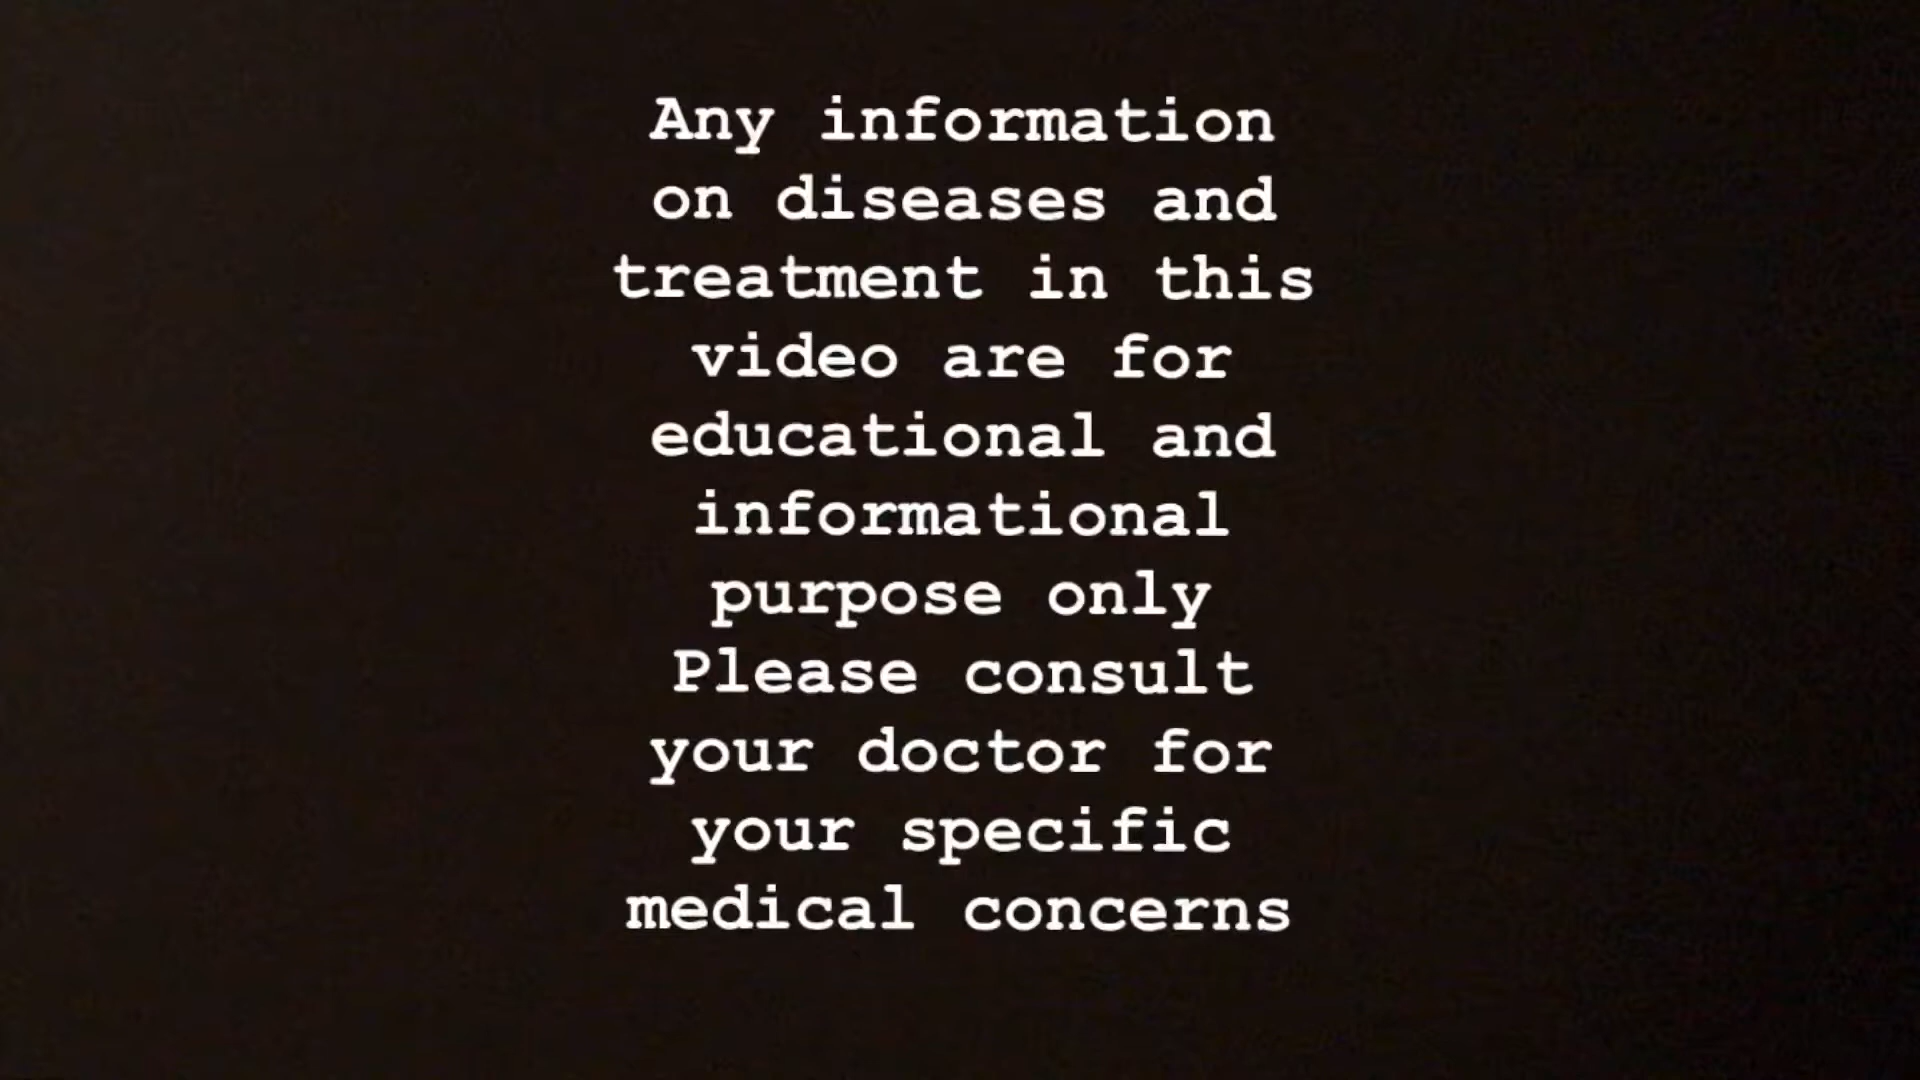 Any information
on diseases and
treatment in this
video are for
educational and
informational
purpose only
Please consult
your doctor for
your specific
medical concerns